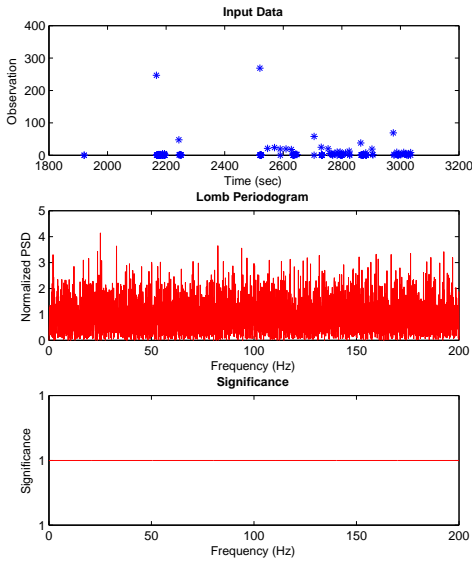 Input Data
Observation
400
300
200
100
0
1800 2000 2200 2400 2600 2800 3000 3200
Time (sec)
Lomb Periodogram
Normalized PSD
5
4
3
2
1
0
0 50 100 150 200
Frequency (Hz)
Significance
Significance
1
1
1
0 50 100 150 200
Frequency (Hz)